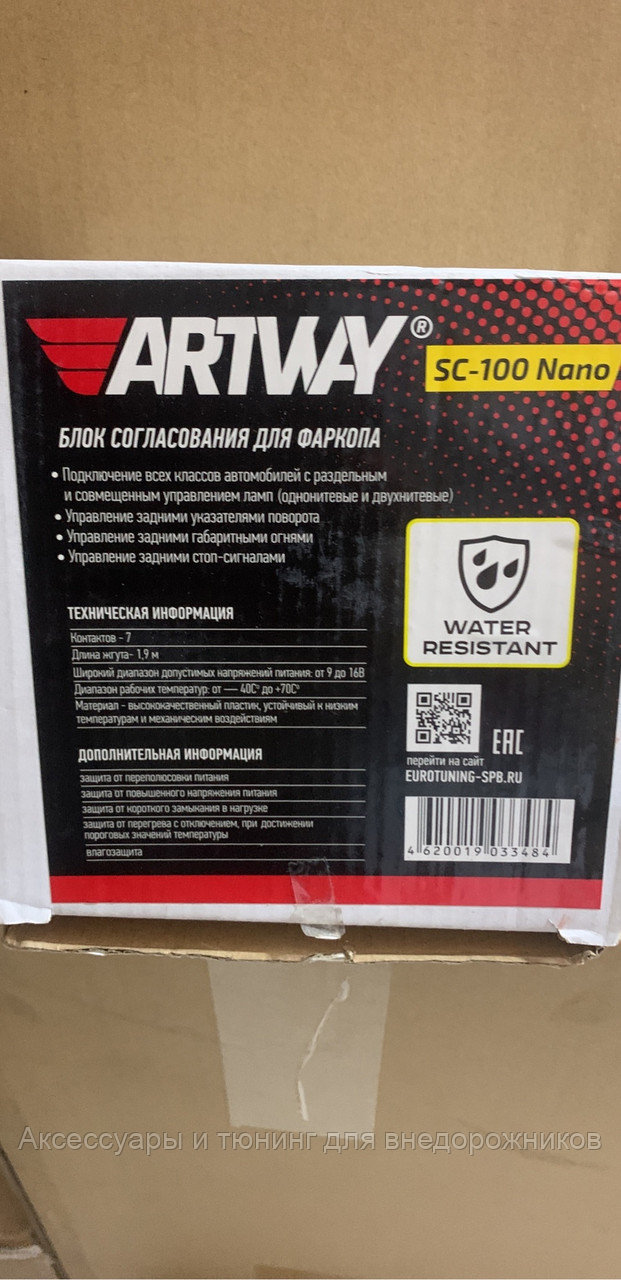 ARTWAY®
SC-100 Nano
БЛОК СОГЛАСОВАНИЯ ДЛЯ ФАРКОПА
• Подключение всех классов автомобилей с раздельным
и совмещенным управлением ламп (однонитевые и двухнитевые)
• Управление задними указателями поворота
• Управление задними габаритными огнями
• Управление задними стоп-сигналами
WATER
RESISTANT
ТЕХНИЧЕСКАЯ ИНФОРМАЦИЯ
Контактов - 7
Длина жгута- 1,9 м
Широкий диапазон допустимых напряжений питания: от 9 до 16В
Диапазон рабочих температур: от — 40С° до +70С°
Материал - высококачественный пластик, устойчивый к низким
температурам и механическим воздействиям
ДОПОЛНИТЕЛЬНАЯ ИНФОРМАЦИЯ
защита от переполюсовки питания
защита от повышенного напряжения питания
защита от короткого замыкания в нагрузке
защита от перегрева с отключением, при достижении
пороговых значений температуры
влагозащита
EAC
перейти на сайт
EUROTUNING-SPB.RU
4 620019 033484
Аксессуары и тюнинг для внедорожников